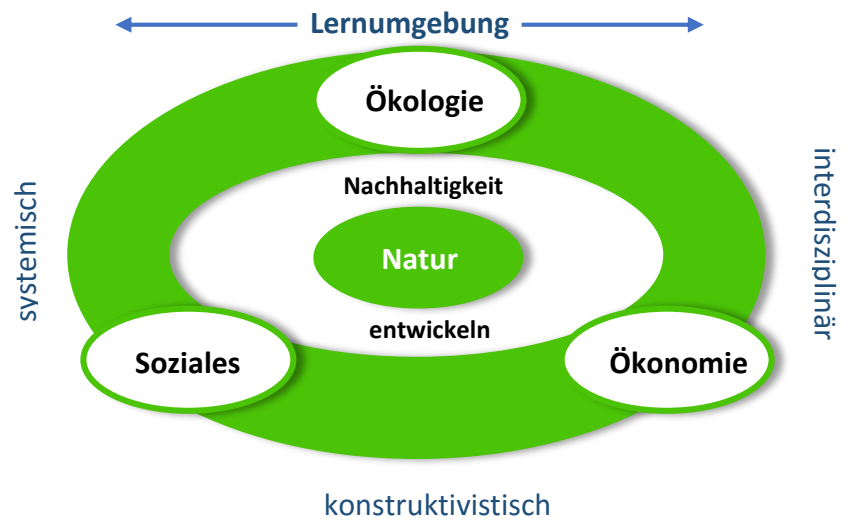 Lernumgebung
Ökologie
Nachhaltigkeit
Natur
entwickeln
Soziales
Ökonomie
systemisch
interdisziplinär
konstruktivistisch